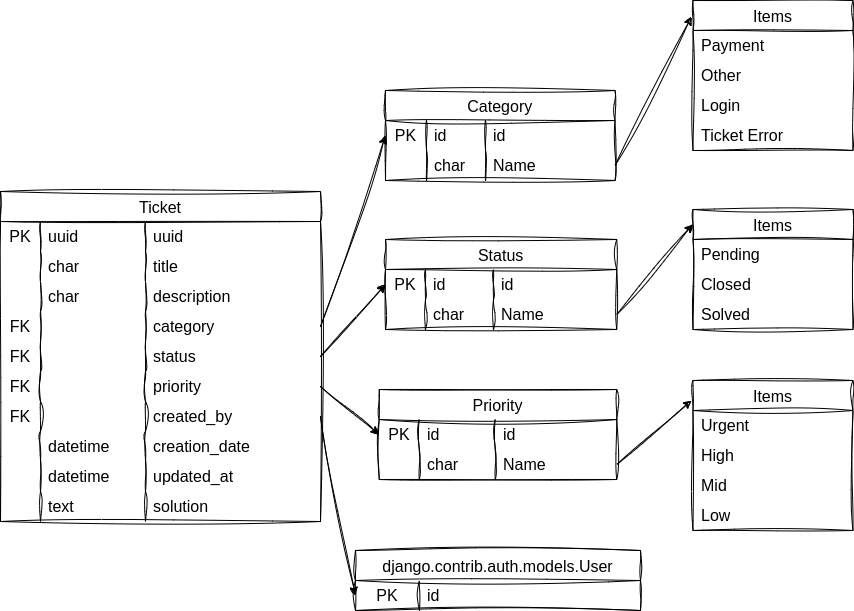 Items
Payment
Other
Login
Ticket Error
Category
PK id id
char Name
Ticket
PK uuid uuid
char title
char description
FK category
FK status
FK priority
FK created_by
datetime creation_date
datetime updated_at
text solution
Status
PK id id
char Name
Items
Pending
Closed
Solved
Priority
PK id id
char Name
Items
Urgent
High
Mid
Low
django.contrib.auth.models.User
PK id